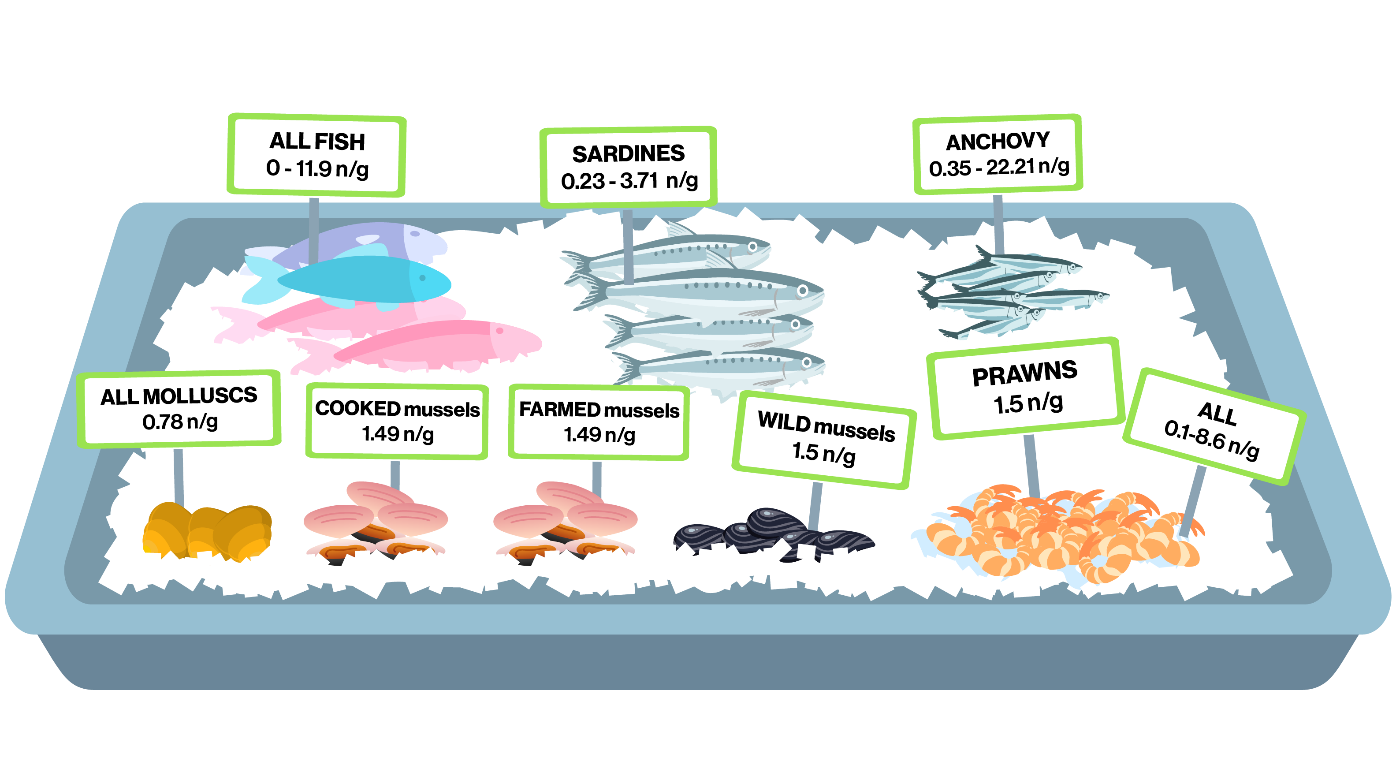 ALL FISH
0 - 11.9 n/g
SARDINES
0.23 - 3.71 n/g
ANCHOVY
0.35 - 22.21 n/g
ALL MOLLUSCS
0.78 n/g
COOKED mussels
1.49 n/g
FARMED mussels
1.49 n/g
WILD mussels
1.5 n/g
PRAWNS
1.5 n/g
ALL
0.1-8.6 n/g